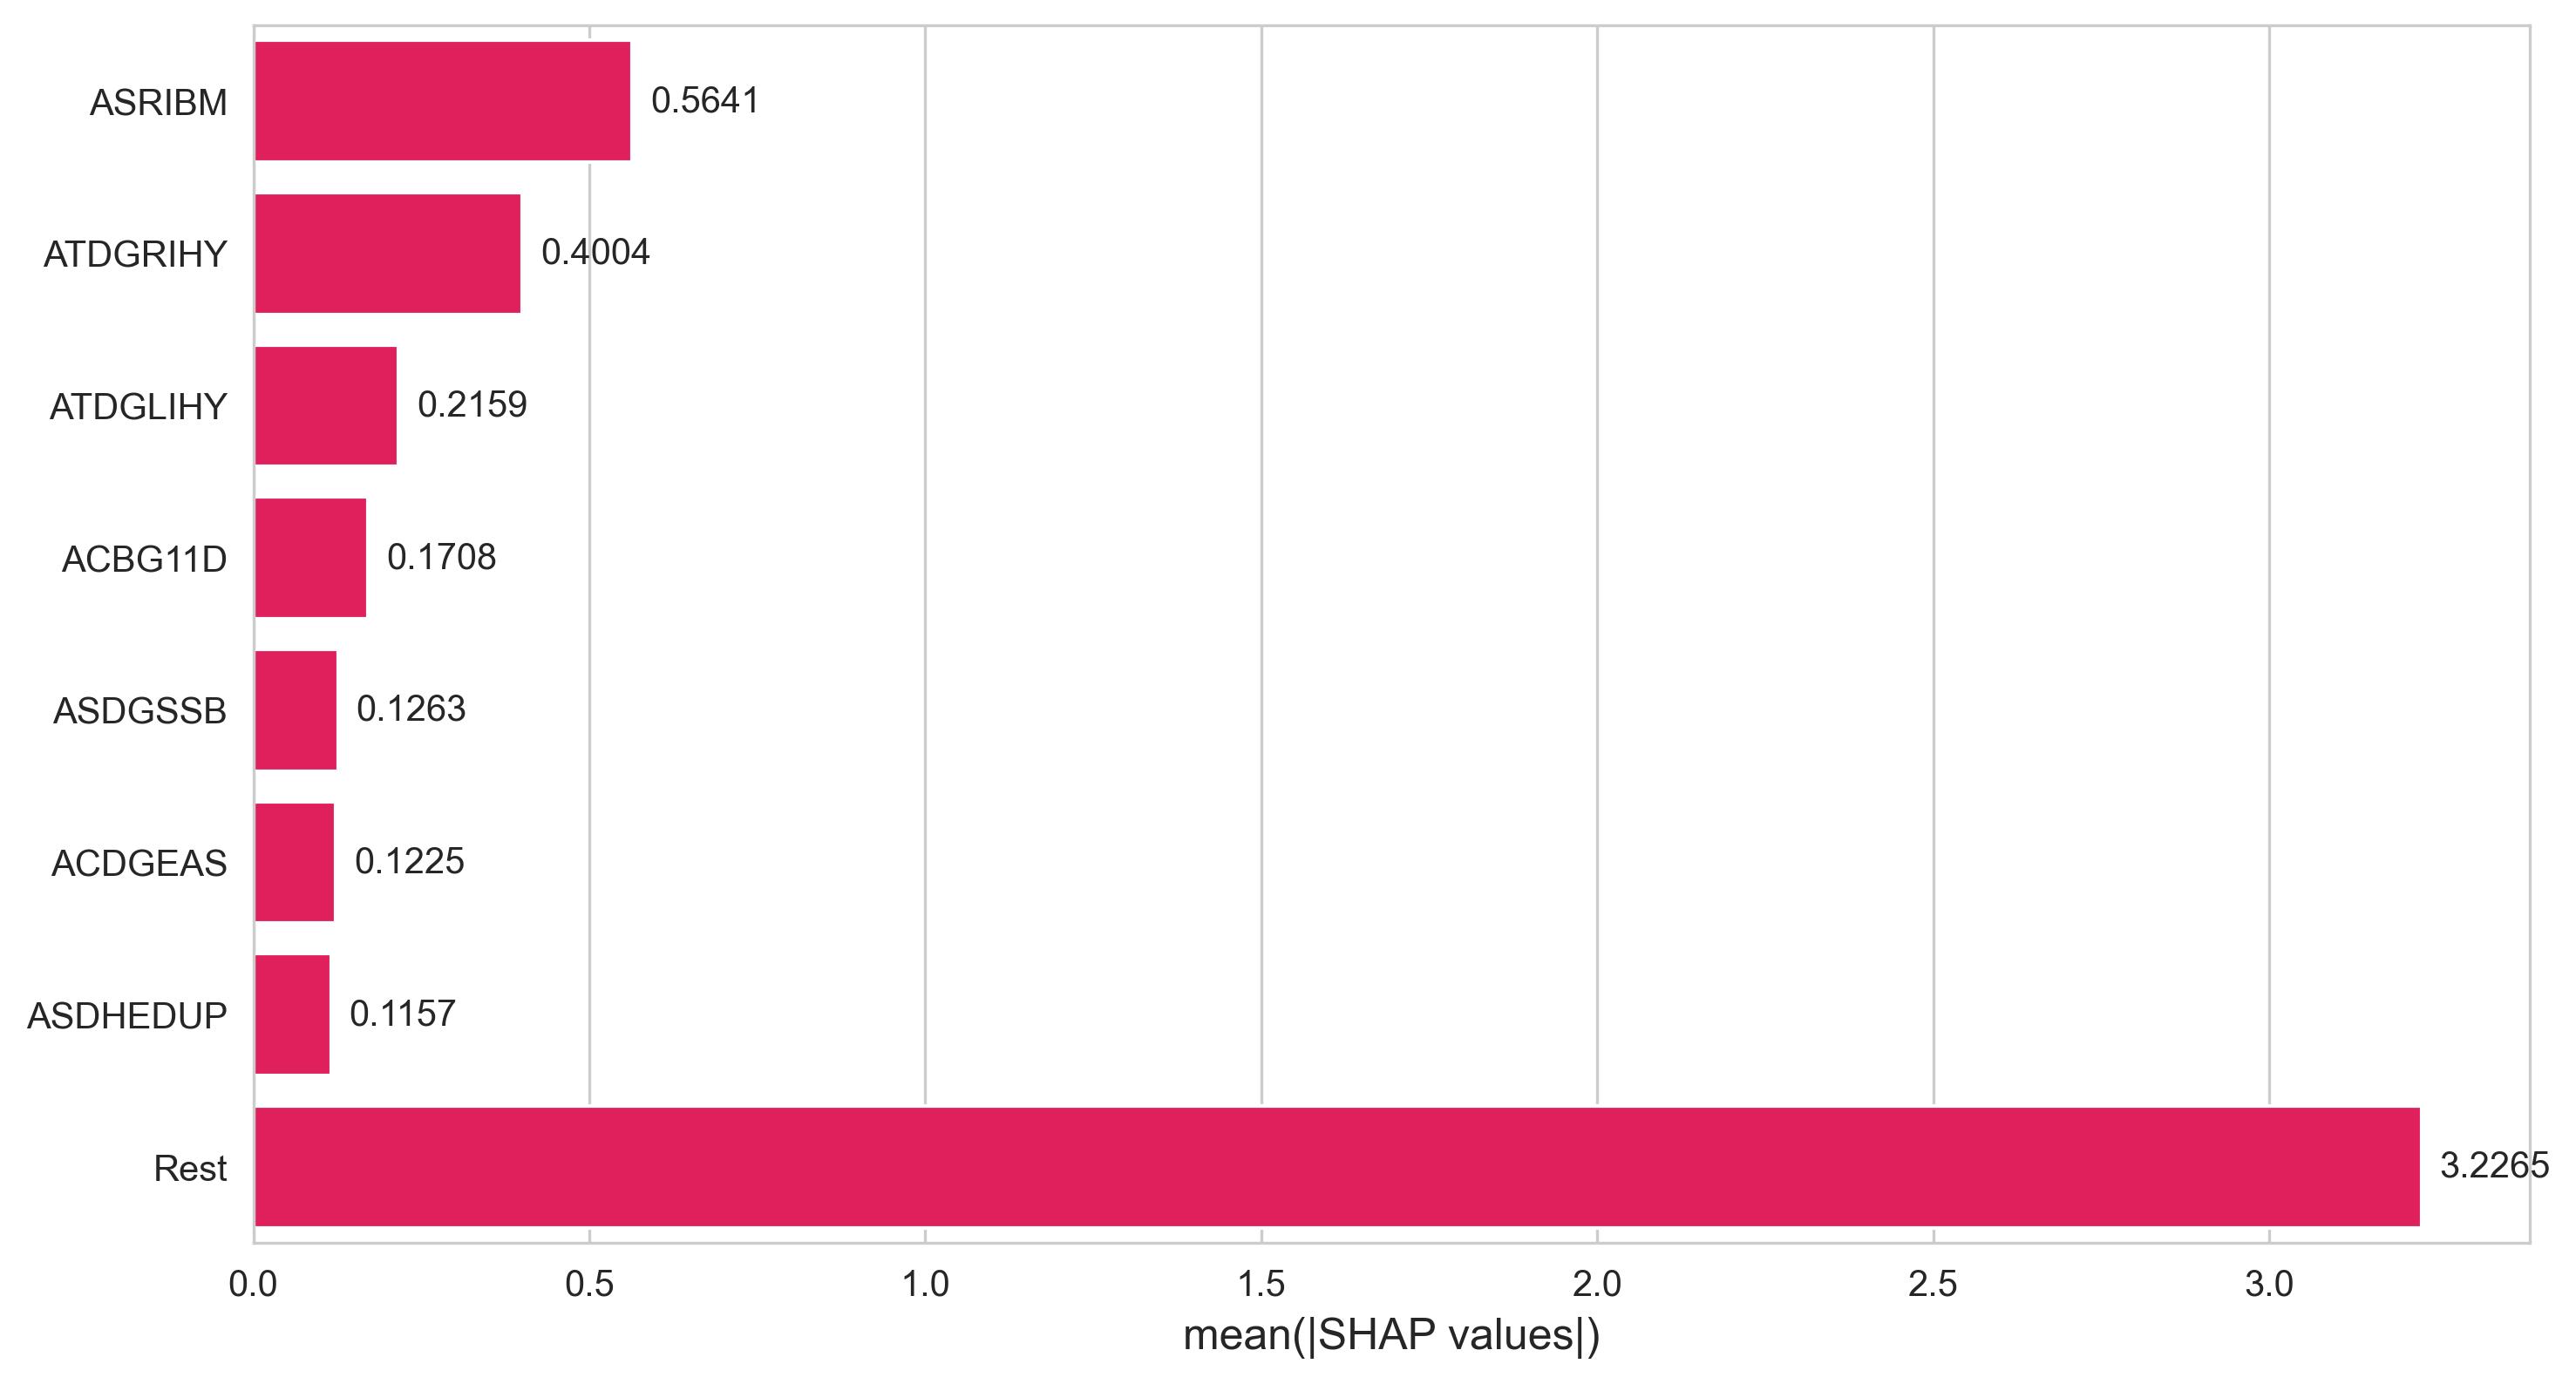 ASRIBM 0.5641
ATDGRIHY 0.4004
ATDGLIHY 0.2159
ACBG11D 0.1708
ASDGSSB 0.1263
ACDGEAS 0.1225
ASDHEDUP 0.1157
Rest 3.2265
0.0 0.5 1.0 1.5 2.0 2.5 3.0
mean(|SHAP values|)